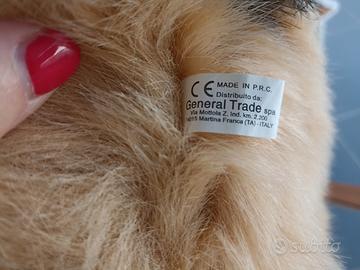 CE MADE IN P.R.C.
Distribuito da:
General Trade spa
Via Mottola Z. Ind. km. 2.200
74015 Martina Franca (TA) - ITALY
subito